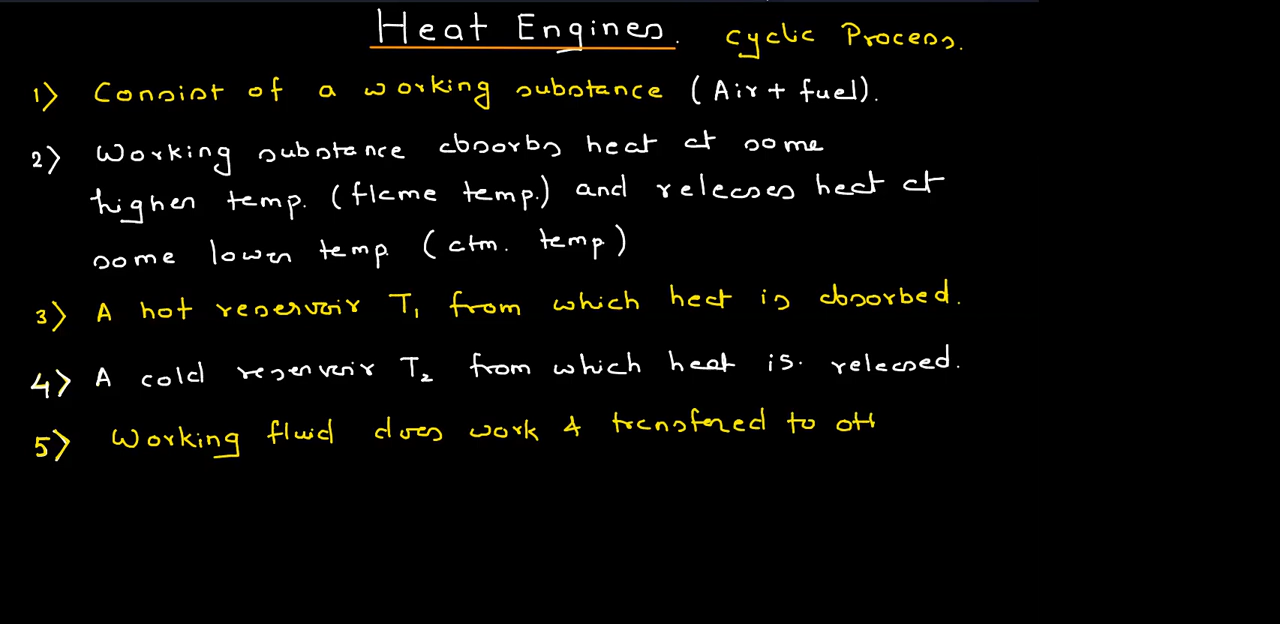 Heat Engines. Cyclic Process.
1) Consist of a working substance (Air + fuel).
2) Working substance absorbs heat at some
higher temp. (flame temp.) and releases heat at
some lower temp (atm. temp)
3) A hot reservoir T₁ from which heat is absorbed.
4) A cold reservoir T₂ from which heat is. released.
5) Working fluid does work & transfered to ot